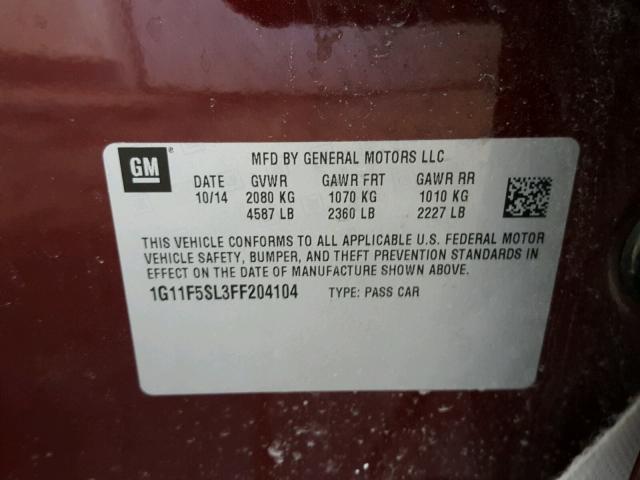 GM ®
MFD BY GENERAL MOTORS LLC
DATE GVWR GAWR FRT GAWR RR
10/14 2080 KG 1070 KG 1010 KG
4587 LB 2360 LB 2227 LB
THIS VEHICLE CONFORMS TO ALL APPLICABLE U.S. FEDERAL MOTOR
VEHICLE SAFETY, BUMPER, AND THEFT PREVENTION STANDARDS IN
EFFECT ON THE DATE OF MANUFACTURE SHOWN ABOVE.
1G11F5SL3FF204104 TYPE: PASS CAR